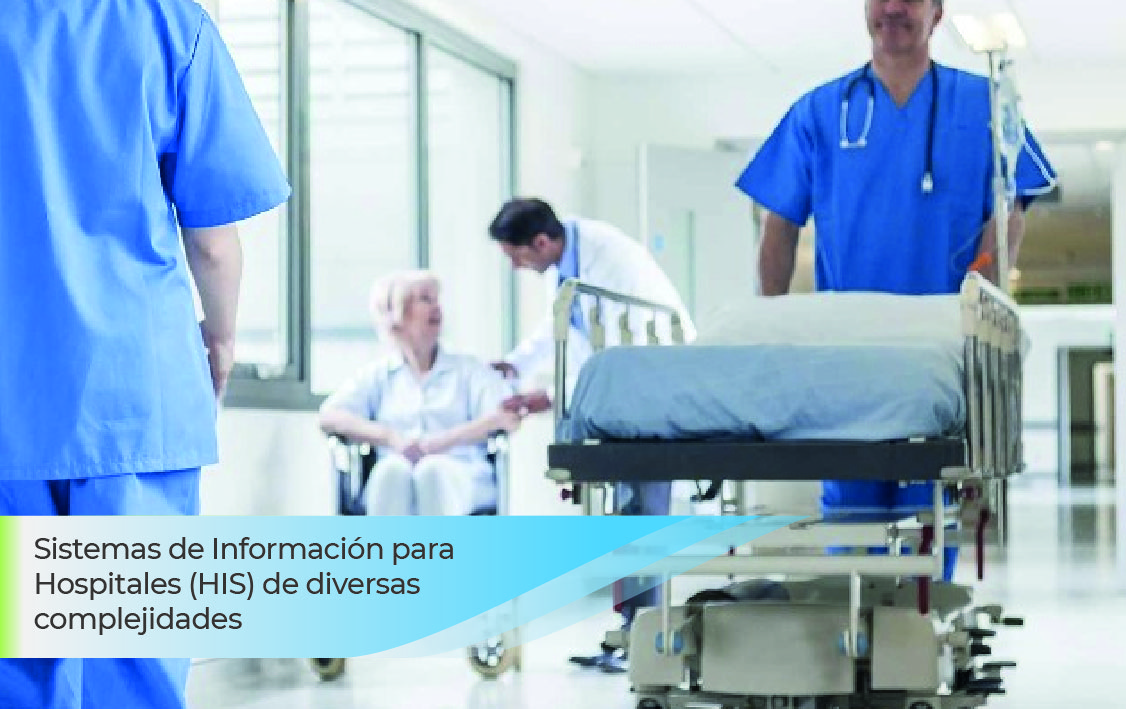 Sistemas de Información para
Hospitales (HIS) de diversas
complejidades